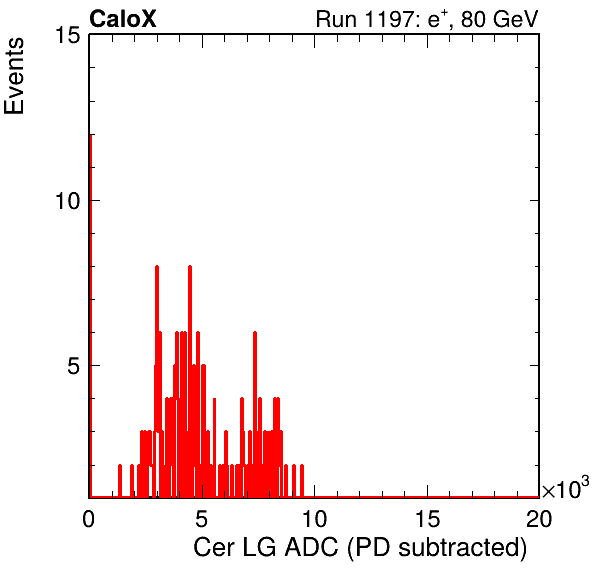 CaloX Run 1197: e⁺, 80 GeV
Events
15
10
5
0 5 10 15 20
×10³
Cer LG ADC (PD subtracted)